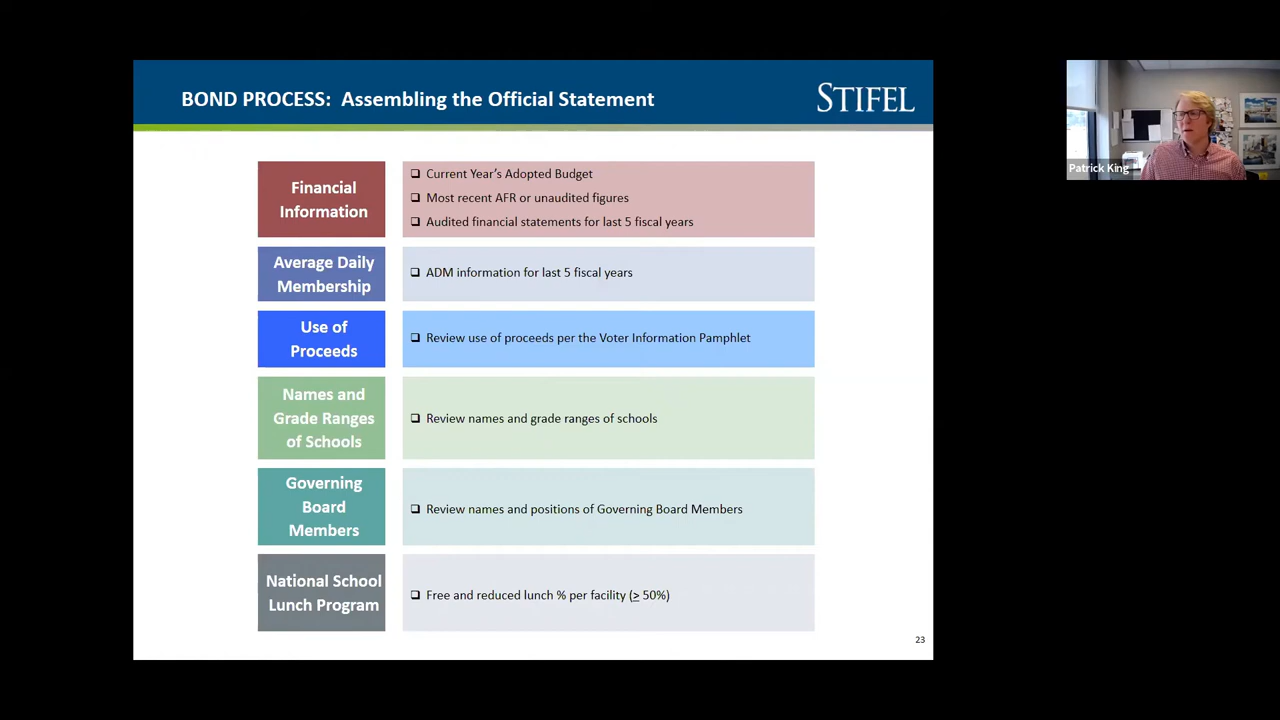 BOND PROCESS: Assembling the Official Statement
STIFEL
Financial
Information
❑ Current Year's Adopted Budget
❑ Most recent AFR or unaudited figures
❑ Audited financial statements for last 5 fiscal years
Average Daily
Membership
❑ ADM information for last 5 fiscal years
Use of
Proceeds
❑ Review use of proceeds per the Voter Information Pamphlet
Names and
Grade Ranges
of Schools
❑ Review names and grade ranges of schools
Governing
Board
Members
❑ Review names and positions of Governing Board Members
National School
Lunch Program
❑ Free and reduced lunch % per facility (≥ 50%)
23
Patrick King